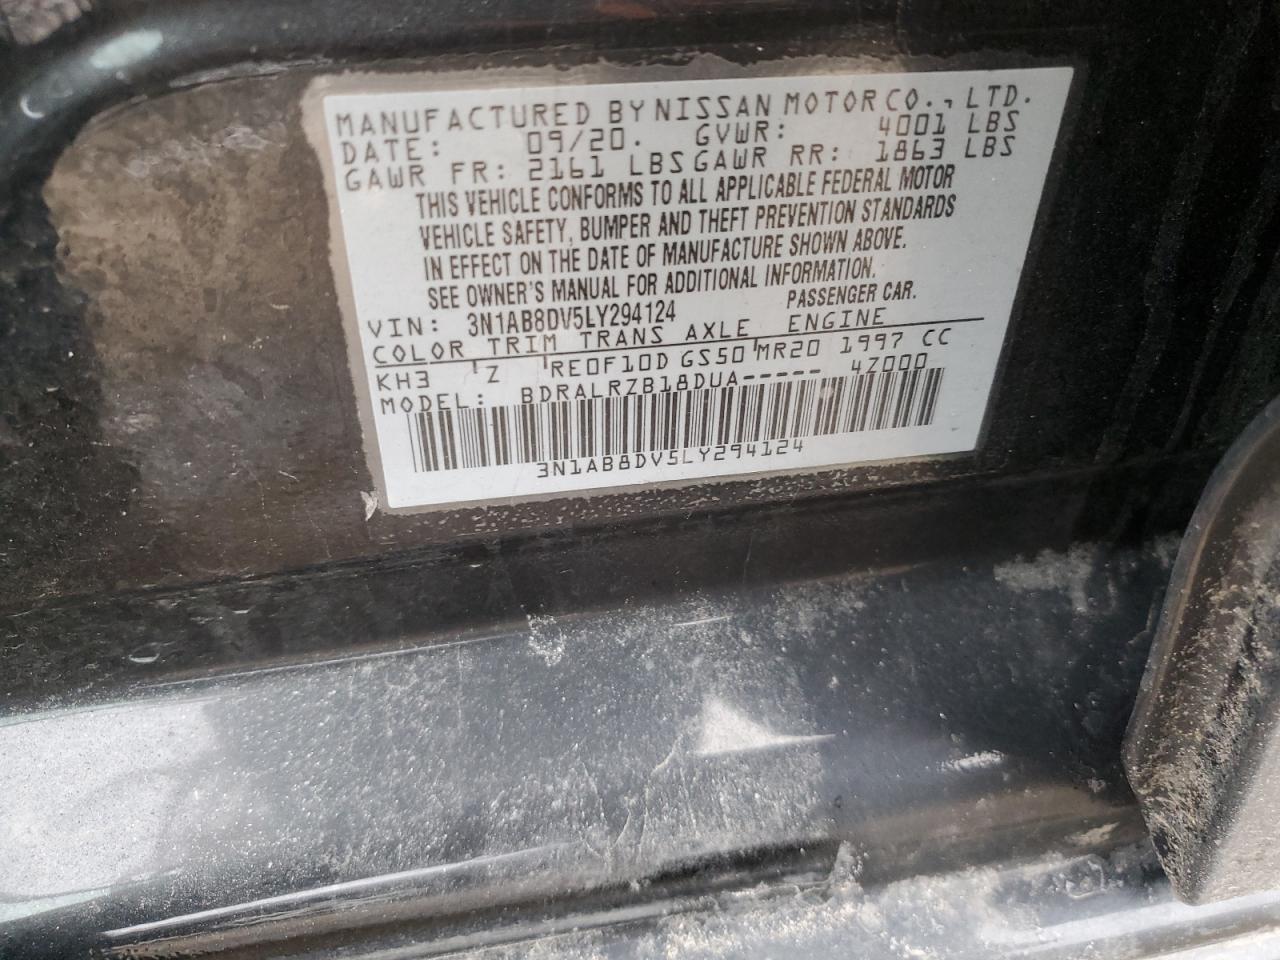 MANUFACTURED BY NISSAN MOTOR CO., LTD.
DATE: 09/20. GVWR: 4001 LBS
GAWR FR: 2161 LBS GAWR RR: 1863 LBS
THIS VEHICLE CONFORMS TO ALL APPLICABLE FEDERAL MOTOR
VEHICLE SAFETY, BUMPER AND THEFT PREVENTION STANDARDS
IN EFFECT ON THE DATE OF MANUFACTURE SHOWN ABOVE.
SEE OWNER'S MANUAL FOR ADDITIONAL INFORMATION.
VIN: 3N1AB8DV5LY294124 PASSENGER CAR.
COLOR TRIM TRANS AXLE ENGINE
KH3 Z RE0F10D GS50 MR20 1997 CC
MODEL: BDRALRZB18DUA----- 47000
3N1AB8DV5LY294124